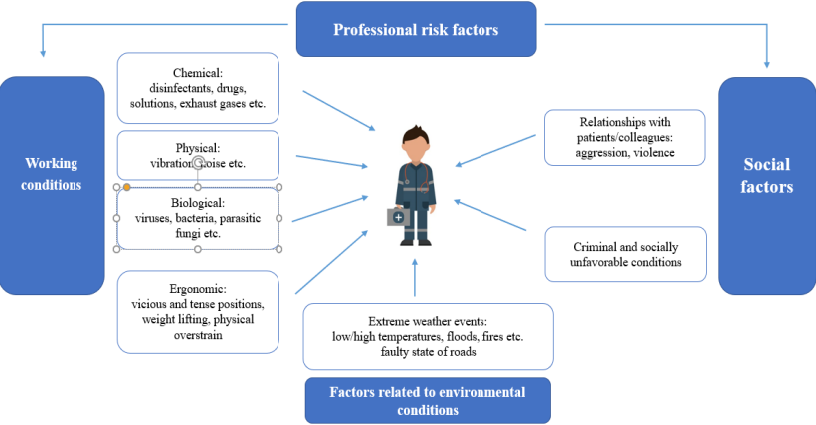 Professional risk factors
Working
conditions
Chemical:
disinfectants, drugs,
solutions, exhaust gases etc.
Physical:
vibration, noise etc.
Biological:
viruses, bacteria, parasitic
fungi etc.
Ergonomic:
vicious and tense positions,
weight lifting, physical
overstrain
Relationships with
patients/colleagues:
aggression, violence
Criminal and socially
unfavorable conditions
Social
factors
Extreme weather events:
low/high temperatures, floods, fires etc.
faulty state of roads
Factors related to environmental
conditions